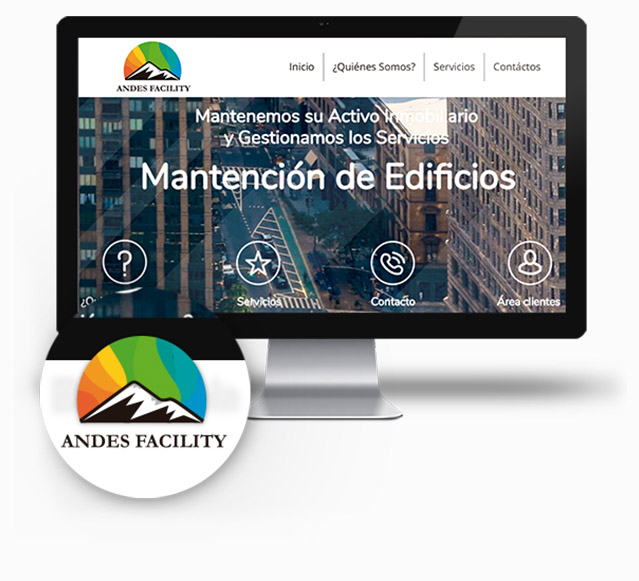 ANDES FACILITY
Inicio
¿Quiénes Somos?
Servicios
Contáctos
Mantenemos su Activo Inmobiliario
y Gestionamos los Servicios
Mantención de Edificios
Servicios
Contacto
Área clientes
ANDES FACILITY